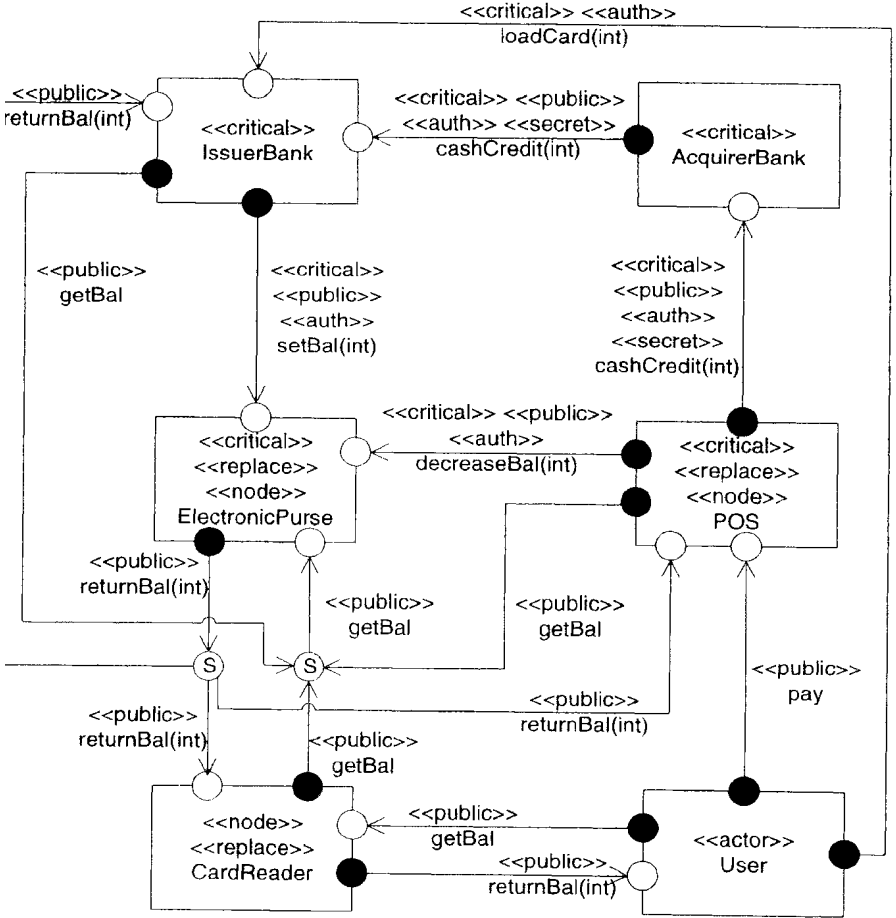 <<critical>> <<auth>>
loadCard(int)
<<public>>
returnBal(int)
<<critical>>
IssuerBank
<<critical>> <<public>>
<<auth>> <<secret>>
cashCredit(int)
<<critical>>
AcquirerBank
<<public>>
getBal
<<critical>>
<<public>>
<<auth>>
setBal(int)
<<critical>>
<<public>>
<<auth>>
<<secret>>
cashCredit(int)
<<critical>>
<<replace>>
<<node>>
ElectronicPurse
<<critical>> <<public>>
<<auth>>
decreaseBal(int)
<<critical>>
<<replace>>
<<node>>
POS
<<public>>
returnBal(int)
<<public>>
getBal
<<public>>
getBal
S
S
<<public>>
pay
<<public>>
returnBal(int)
<<public>>
getBal
<<public>>
returnBal(int)
<<node>>
<<replace>>
CardReader
<<public>>
getBal
<<public>>
returnBal(int)
<<actor>>
User